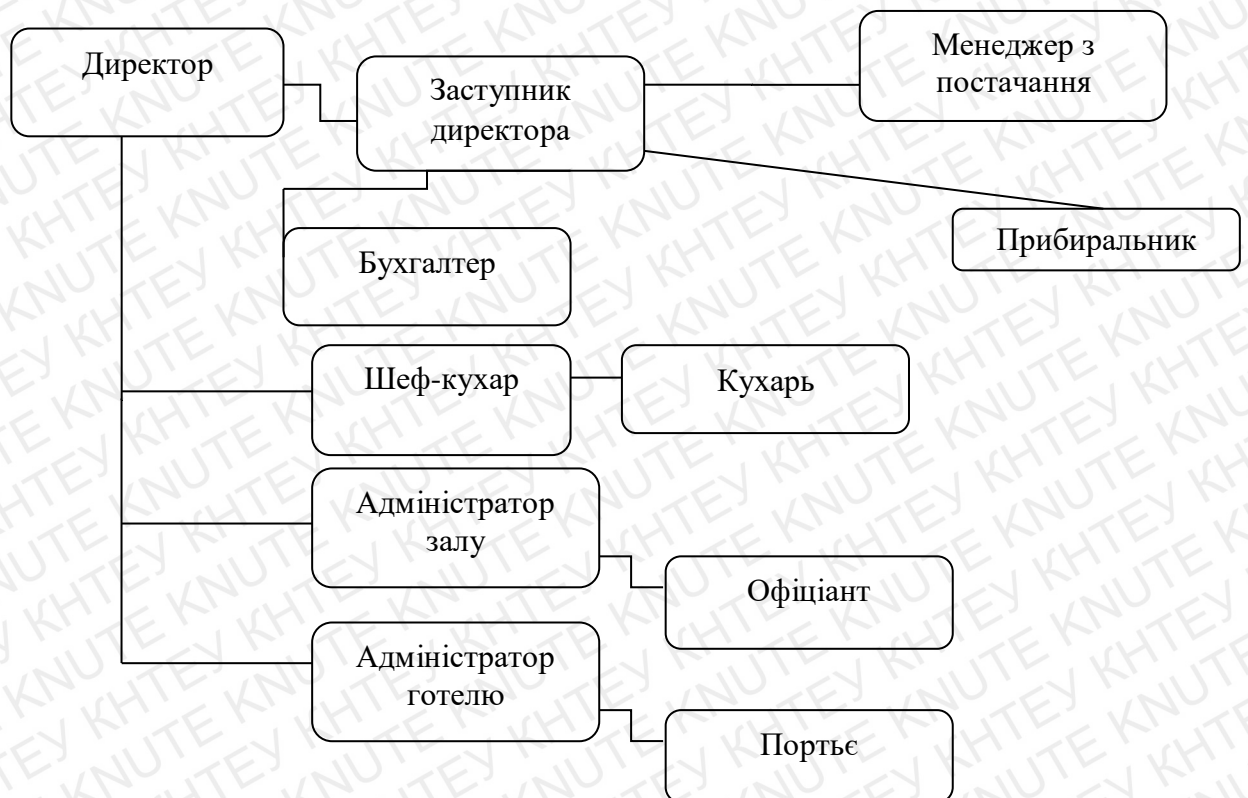 Директор
Заступник
директора
Менеджер з
постачання
Прибиральник
Бухгалтер
Шеф-кухар
Кухарь
Адміністратор
залу
Офіціант
Адміністратор
готелю
Портьє